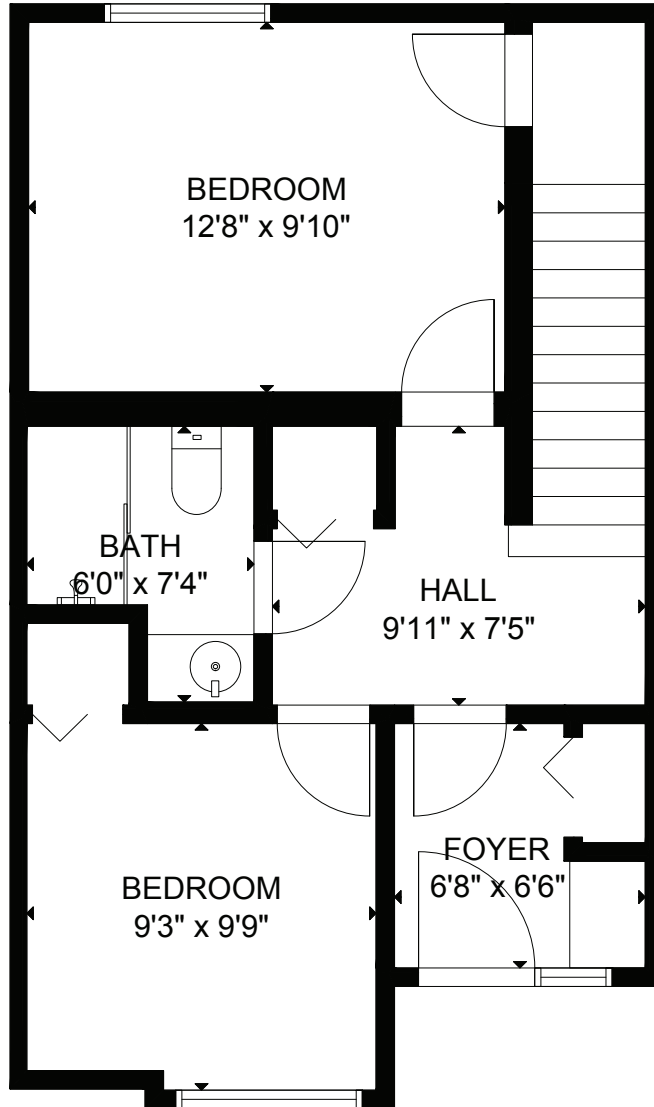 BEDROOM
12'8" x 9'10"
BATH
6'0" x 7'4"
HALL
9'11" x 7'5"
FOYER
6'8" x 6'6"
BEDROOM
9'3" x 9'9"